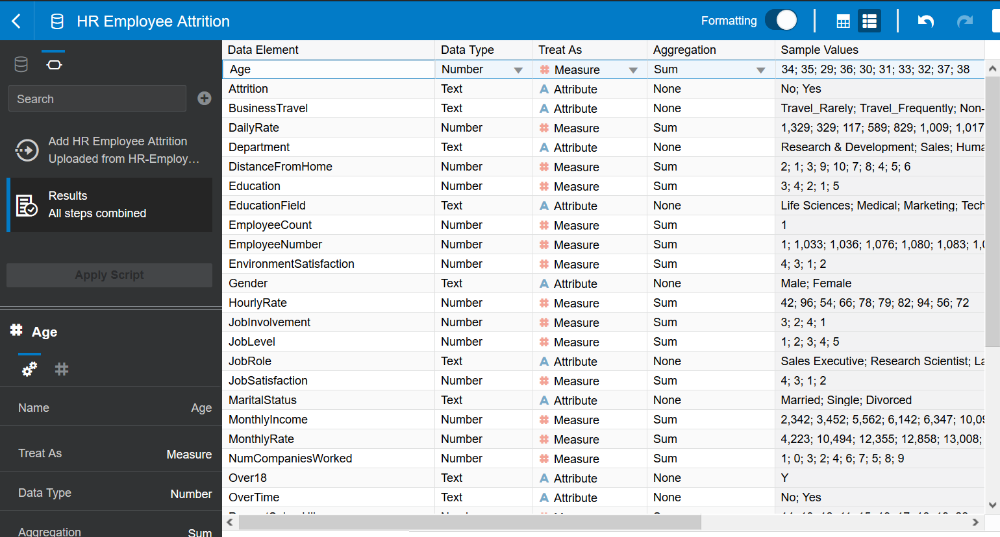 HR Employee Attrition
Formatting
Search
Add HR Employee Attrition
Uploaded from HR-Employ…
Results
All steps combined
Apply Script
Age
Name Age
Treat As Measure
Data Type Number
Aggregation Sum
Data Element Data Type Treat As Aggregation Sample Values
Age Number # Measure Sum 34; 35; 29; 36; 30; 31; 33; 32; 37; 38
Attrition Text A Attribute None No; Yes
BusinessTravel Text A Attribute None Travel_Rarely; Travel_Frequently; Non-
DailyRate Number # Measure Sum 1,329; 329; 117; 589; 829; 1,009; 1,017
Department Text A Attribute None Research & Development; Sales; Huma
DistanceFromHome Number # Measure Sum 2; 1; 3; 9; 10; 7; 8; 4; 5; 6
Education Number # Measure Sum 3; 4; 2; 1; 5
EducationField Text A Attribute None Life Sciences; Medical; Marketing; Tech
EmployeeCount Number # Measure Sum 1
EmployeeNumber Number # Measure Sum 1; 1,033; 1,036; 1,076; 1,080; 1,083; 1,0
EnvironmentSatisfaction Number # Measure Sum 4; 3; 1; 2
Gender Text A Attribute None Male; Female
HourlyRate Number # Measure Sum 42; 96; 54; 66; 78; 79; 82; 94; 56; 72
JobInvolvement Number # Measure Sum 3; 2; 4; 1
JobLevel Number # Measure Sum 1; 2; 3; 4; 5
JobRole Text A Attribute None Sales Executive; Research Scientist; La
JobSatisfaction Number # Measure Sum 4; 3; 1; 2
MaritalStatus Text A Attribute None Married; Single; Divorced
MonthlyIncome Number # Measure Sum 2,342; 3,452; 5,562; 6,142; 6,347; 10,09
MonthlyRate Number # Measure Sum 4,223; 10,494; 12,355; 12,858; 13,008;
NumCompaniesWorked Number # Measure Sum 1; 0; 3; 2; 4; 6; 7; 5; 8; 9
Over18 Text A Attribute None Y
OverTime Text A Attribute None No; Yes